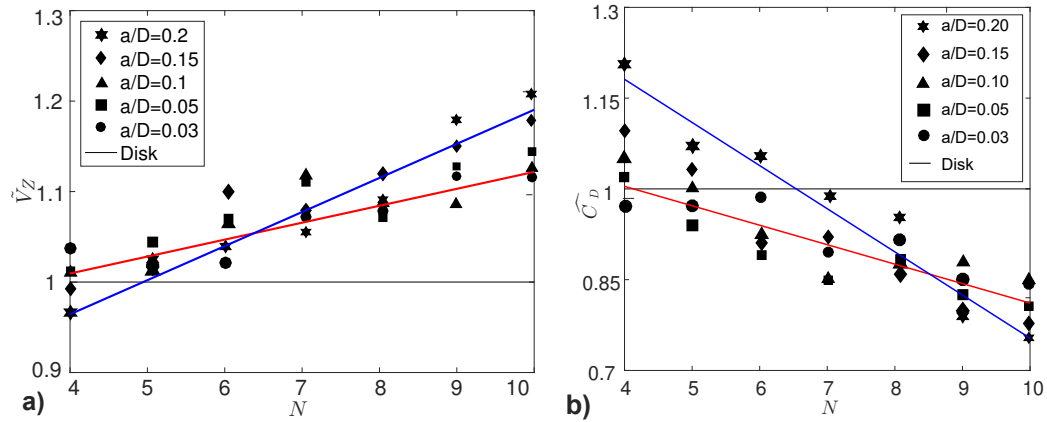 1.3
1.2
1.1
1
0.9
Ṽ_Z
a/D=0.2
a/D=0.15
a/D=0.1
a/D=0.05
a/D=0.03
Disk
4 5 6 7 8 9 10
N
a)
1.3
1.15
1
0.85
0.7
Ĉ_D
a/D=0.20
a/D=0.15
a/D=0.10
a/D=0.05
a/D=0.03
Disk
4 5 6 7 8 9 10
N
b)